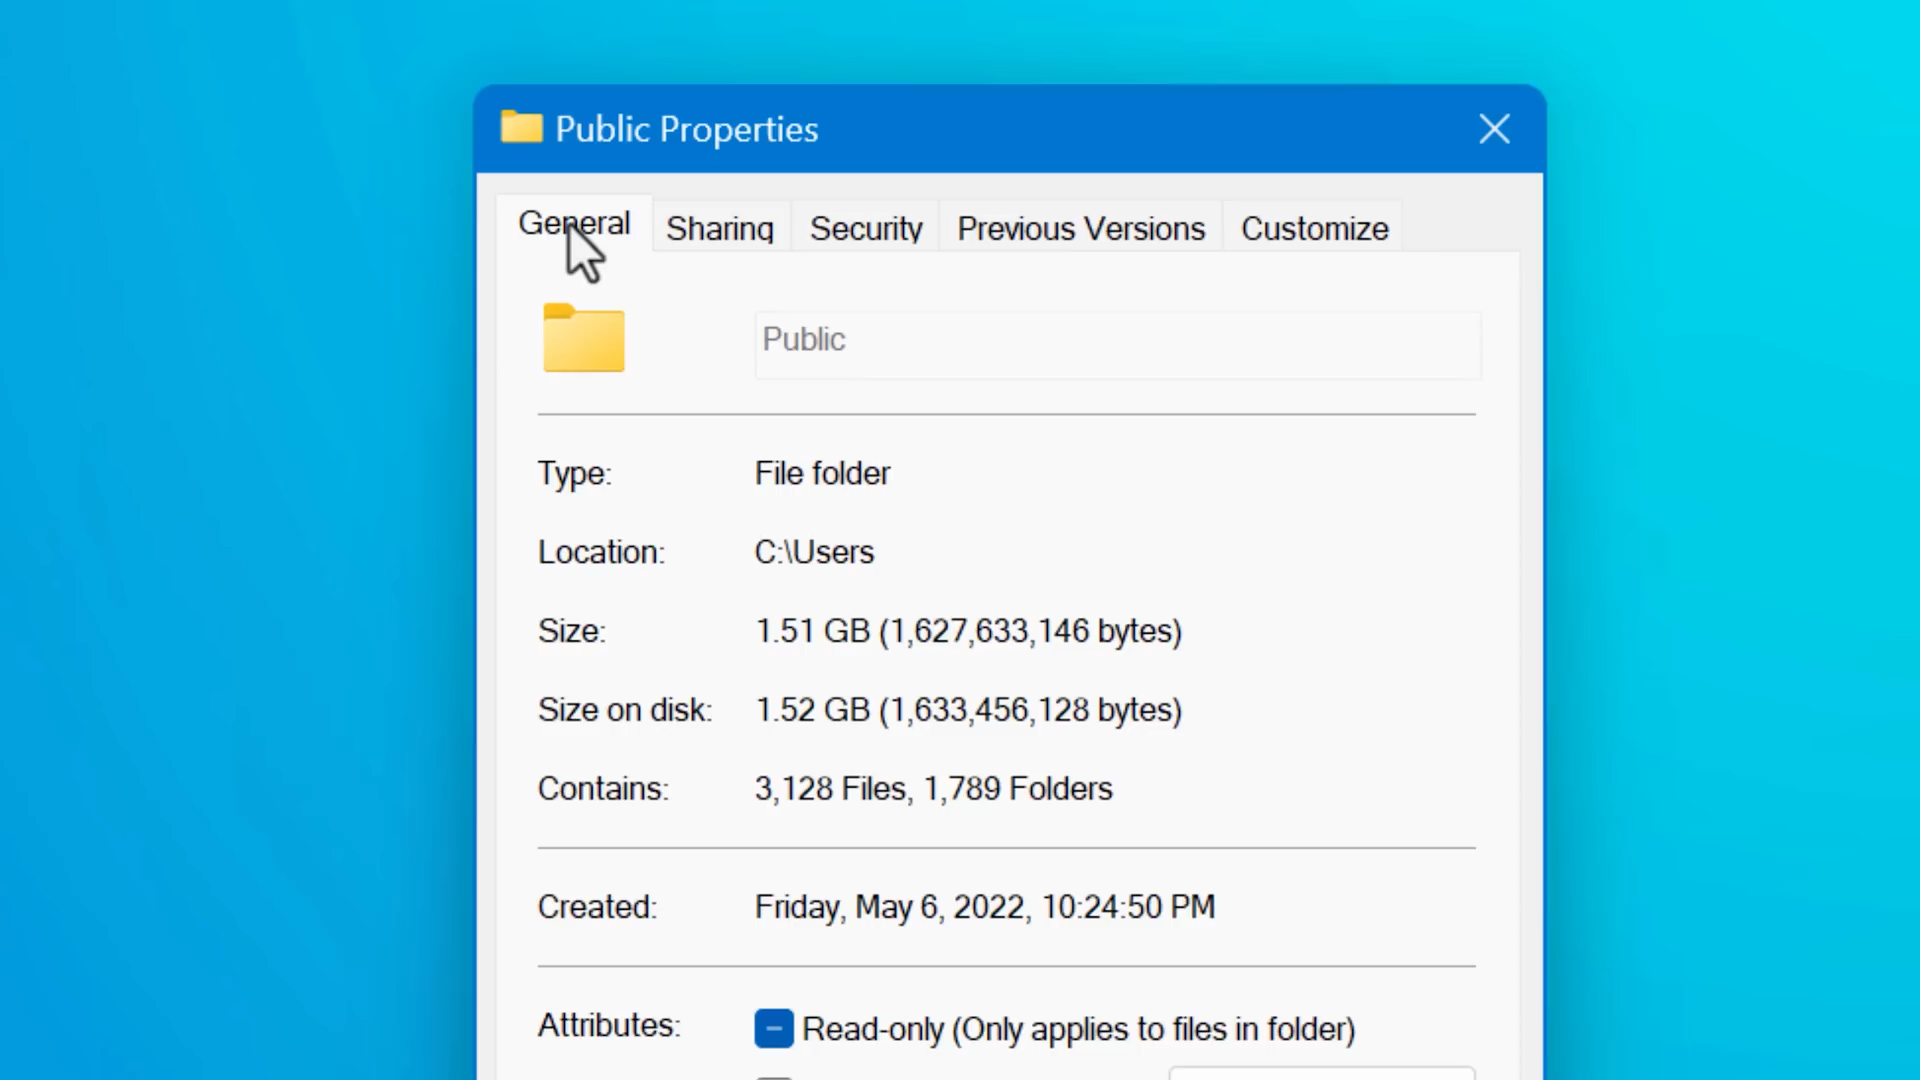 Public Properties
General Sharing Security Previous Versions Customize
Public
Type: File folder
Location: C:\Users
Size: 1.51 GB (1,627,633,146 bytes)
Size on disk: 1.52 GB (1,633,456,128 bytes)
Contains: 3,128 Files, 1,789 Folders
Created: Friday, May 6, 2022, 10:24:50 PM
Attributes: Read-only (Only applies to files in folder)